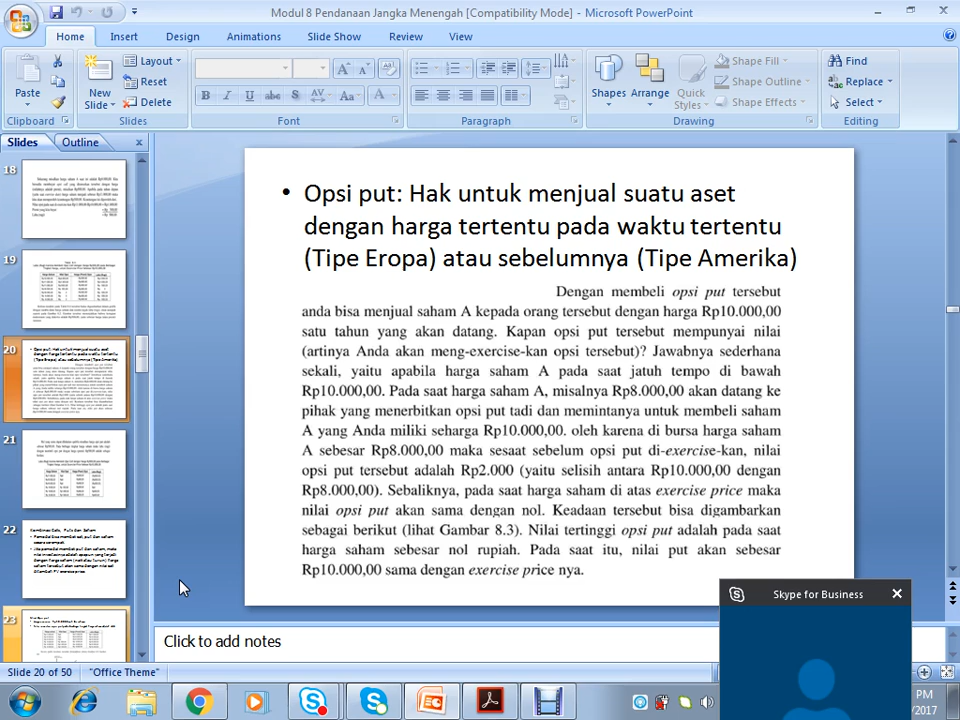 Modul 8 Pendanaan Jangka Menengah [Compatibility Mode] - Microsoft PowerPoint
Home Insert Design Animations Slide Show Review View
Paste
Clipboard
New Slide
Layout
Reset
Delete
Slides
B I U abc S AV Aa A
Font
Paragraph
Shapes
Arrange
Quick Styles
Shape Fill
Shape Outline
Shape Effects
Drawing
Find
Replace
Select
Editing
Slides Outline
18
19
20
21
22
Kombinasi Call, Puts dan Saham
23
• Opsi put: Hak untuk menjual suatu aset
dengan harga tertentu pada waktu tertentu
(Tipe Eropa) atau sebelumnya (Tipe Amerika)
Dengan membeli opsi put tersebut
anda bisa menjual saham A kepada orang tersebut dengan harga Rp10.000,00
satu tahun yang akan datang. Kapan opsi put tersebut mempunyai nilai
(artinya Anda akan meng-exercise-kan opsi tersebut)? Jawabnya sederhana
sekali, yaitu apabila harga saham A pada saat jatuh tempo di bawah
Rp10.000,00. Pada saat harga saham A, misalnya Rp8.000,00 akan datang ke
pihak yang menerbitkan opsi put tadi dan memintanya untuk membeli saham
A yang Anda miliki seharga Rp10.000,00. oleh karena di bursa harga saham
A sebesar Rp8.000,00 maka sesaat sebelum opsi put di-exercise-kan, nilai
opsi put tersebut adalah Rp2.000 (yaitu selisih antara Rp10.000,00 dengan
Rp8.000,00). Sebaliknya, pada saat harga saham di atas exercise price maka
nilai opsi put akan sama dengan nol. Keadaan tersebut bisa digambarkan
sebagai berikut (lihat Gambar 8.3). Nilai tertinggi opsi put adalah pada saat
harga saham sebesar nol rupiah. Pada saat itu, nilai put akan sebesar
Rp10.000,00 sama dengan exercise price nya.
Click to add notes
Skype for Business
Slide 20 of 50 "Office Theme"
PM
/2017